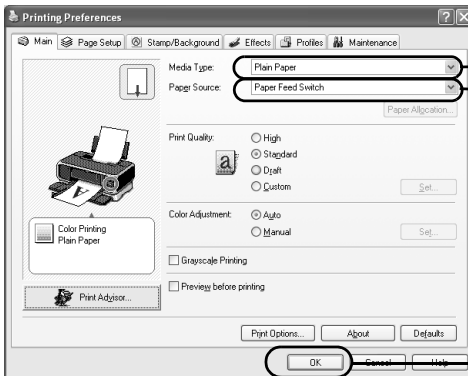 Printing Preferences
Main Page Setup Stamp/Background Effects Profiles Maintenance
Media Type: Plain Paper
Paper Source: Paper Feed Switch
Paper Allocation...
Print Quality: High
Standard
Draft
Custom Set...
Color Printing
Plain Paper
Color Adjustment: Auto
Manual Set...
Grayscale Printing
Preview before printing
Print Advisor...
Print Options... About Defaults
OK Cancel Help